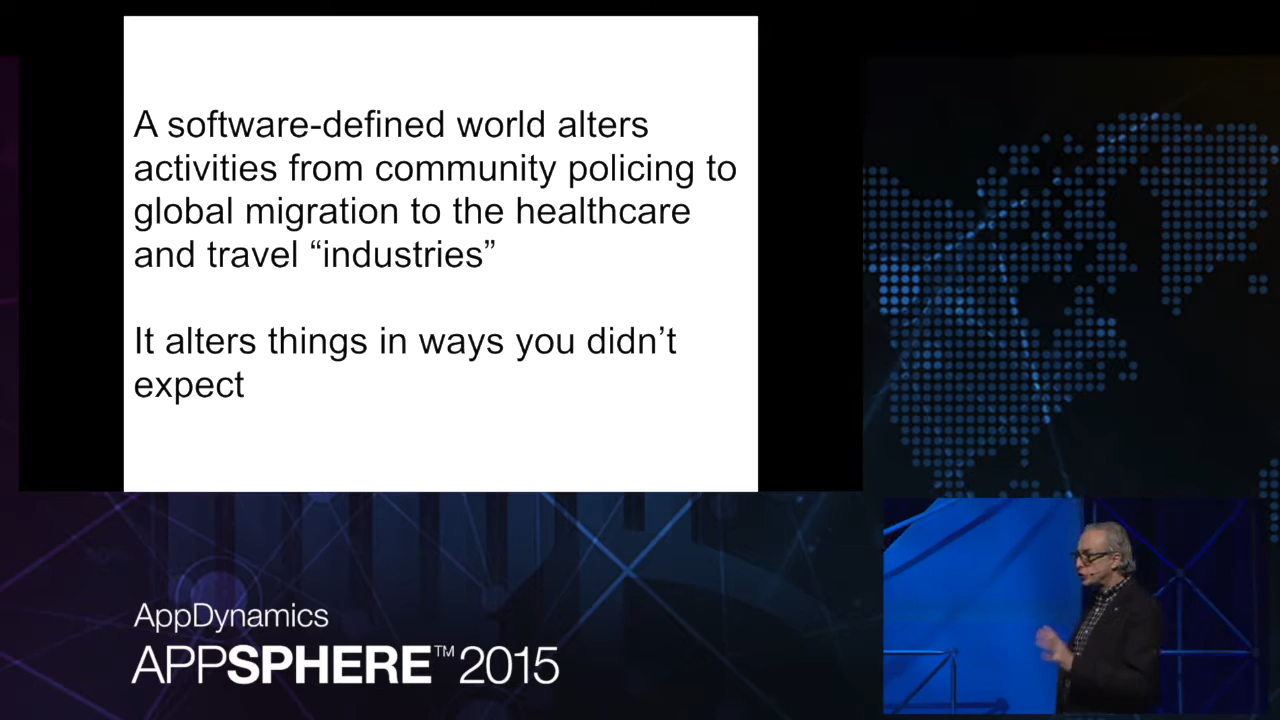 A software-defined world alters
activities from community policing to
global migration to the healthcare
and travel “industries”
It alters things in ways you didn’t
expect
AppDynamics
APPSPHERE™ 2015